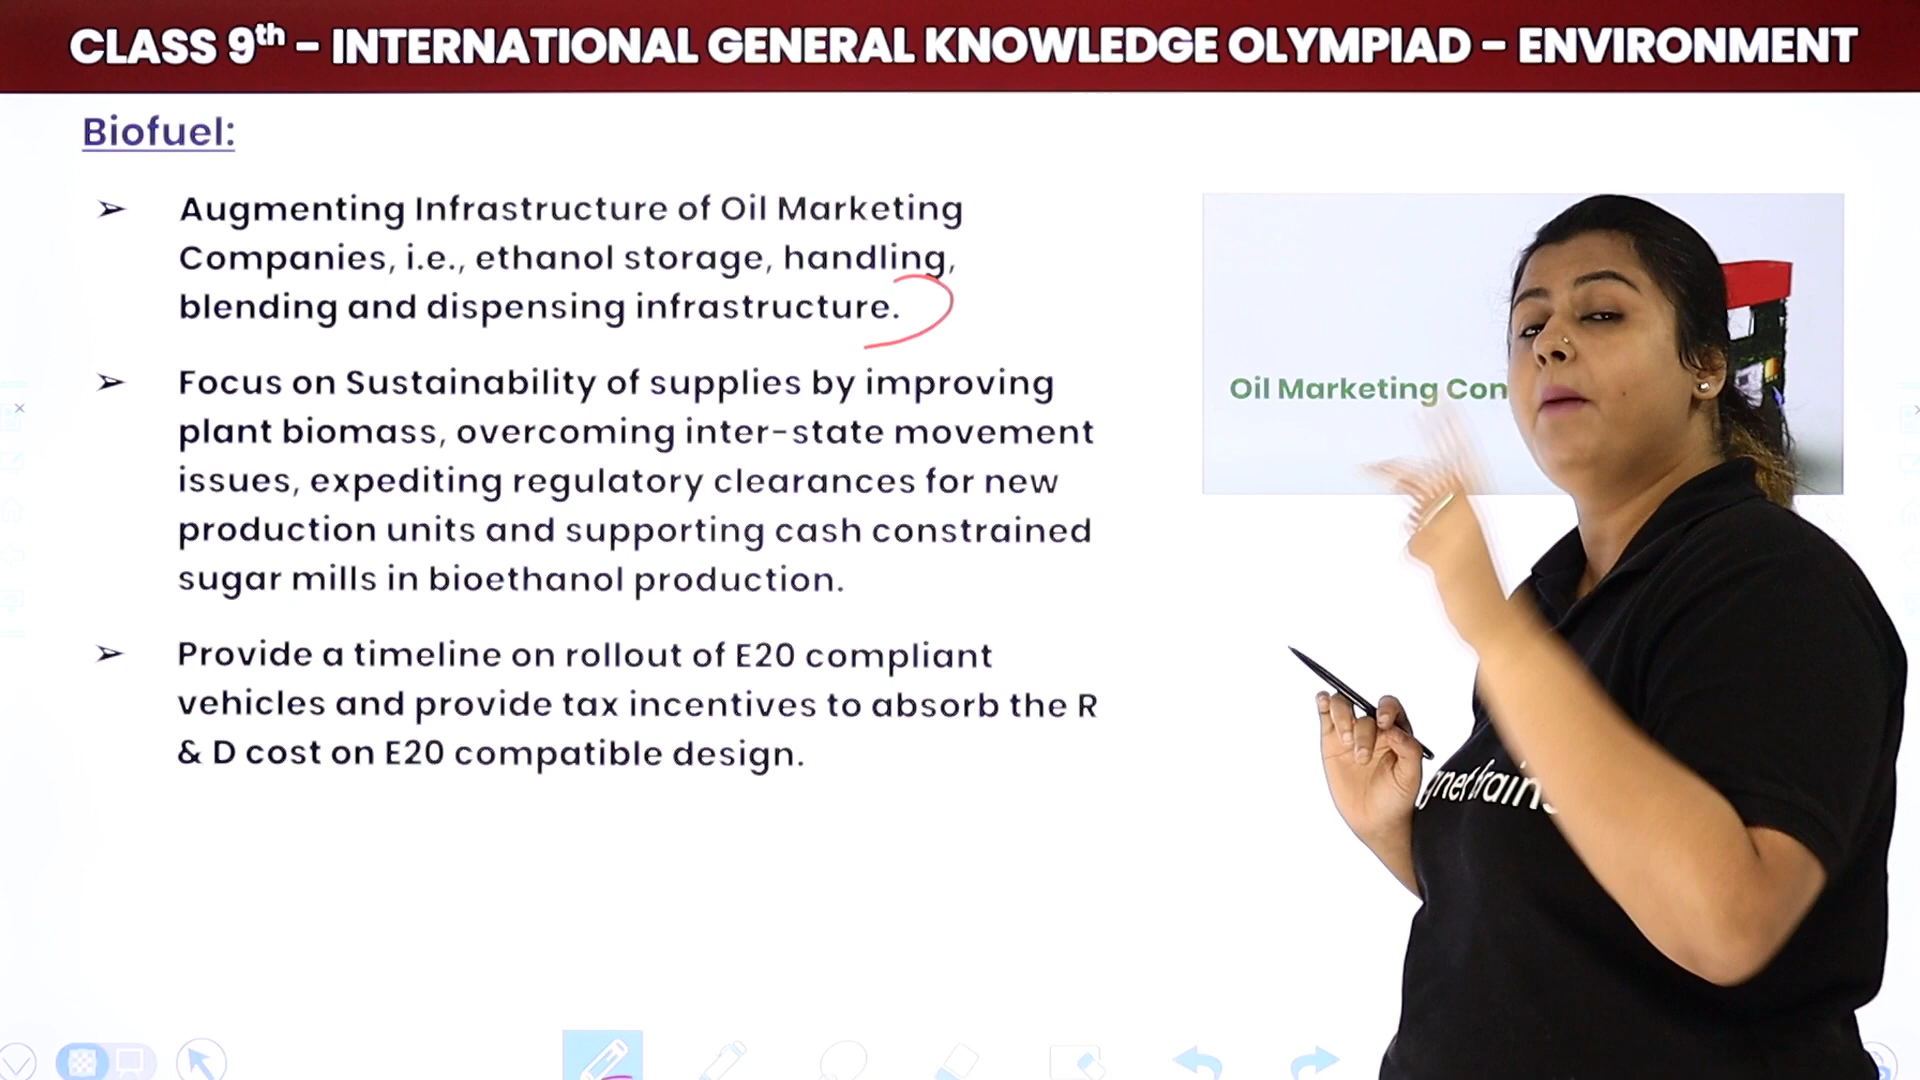 CLASS 9th - INTERNATIONAL GENERAL KNOWLEDGE OLYMPIAD - ENVIRONMENT
Biofuel:
➢ Augmenting Infrastructure of Oil Marketing
Companies, i.e., ethanol storage, handling,
blending and dispensing infrastructure.
➢ Focus on Sustainability of supplies by improving
plant biomass, overcoming inter-state movement
issues, expediting regulatory clearances for new
production units and supporting cash constrained
sugar mills in bioethanol production.
➢ Provide a timeline on rollout of E20 compliant
vehicles and provide tax incentives to absorb the R
& D cost on E20 compatible design.
Oil Marketing Con
gnet brains